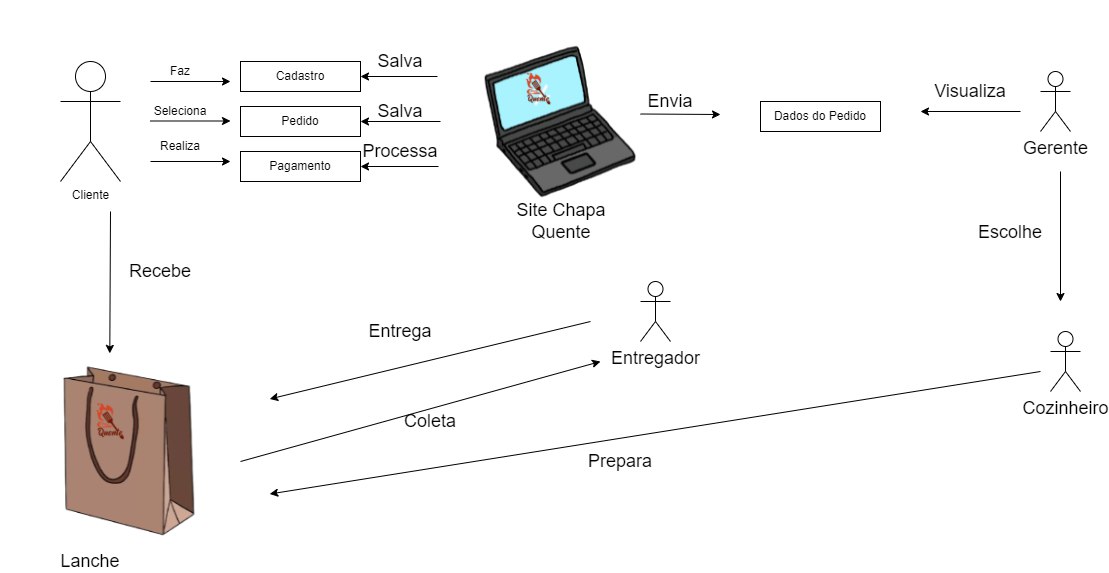 Faz
Cadastro
Salva
Seleciona
Pedido
Salva
Realiza
Pagamento
Processa
Cliente
Quente
Site Chapa
Quente
Envia
Dados do Pedido
Visualiza
Gerente
Escolhe
Recebe
Entrega
Entregador
Coleta
Cozinheiro
Prepara
Quente
Lanche